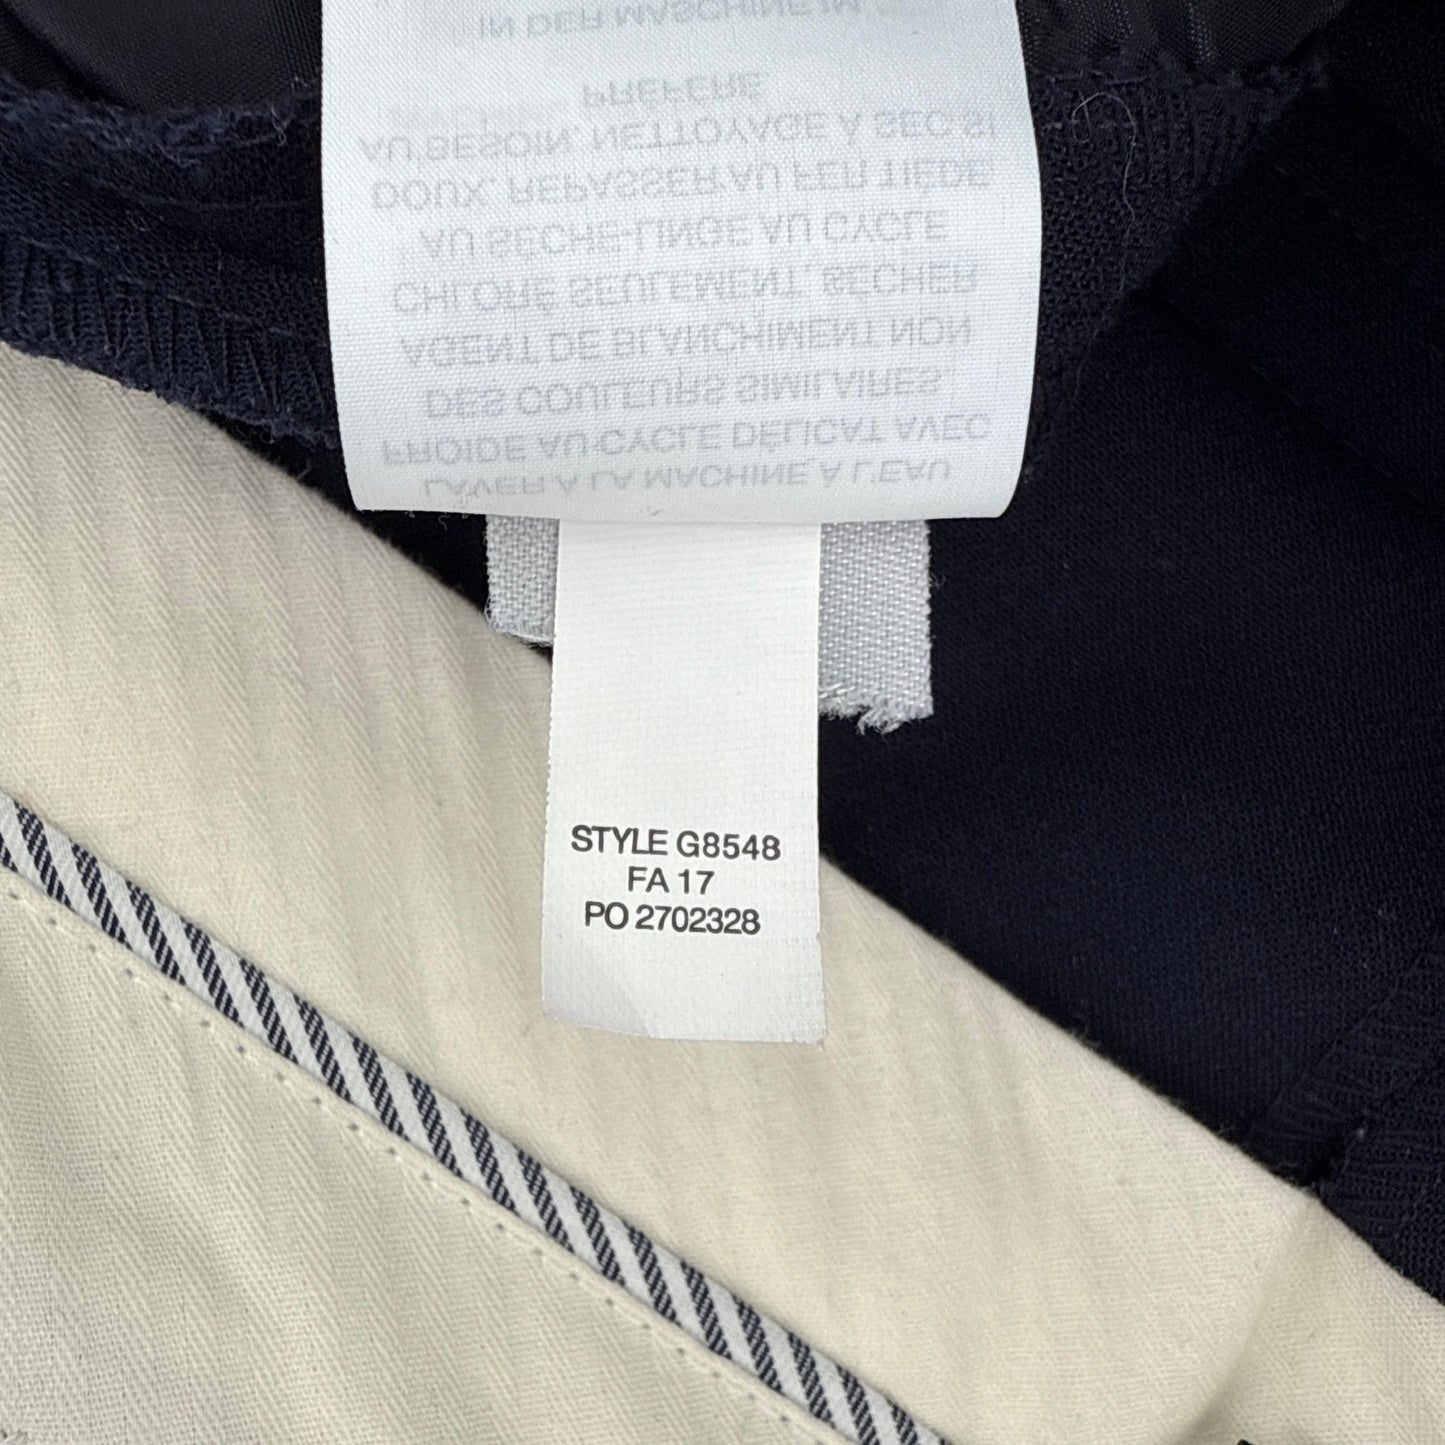 LAVER À LA MACHINE, À L'EAU
FROIDE AU CYCLE DÉLICAT AVEC
DES COULEURS SIMILAIRES.
AGENT DE BLANCHIMENT NON
CHLORÉ SEULEMENT. SÉCHER
AU SÈCHE-LINGE AU CYCLE
DOUX. REPASSER AU FER TIÈDE
AU BESOIN. NETTOYAGE À SEC SI
PRÉFÉRÉ.
IN DER MASCHINE IM
STYLE G8548
FA 17
PO 2702328